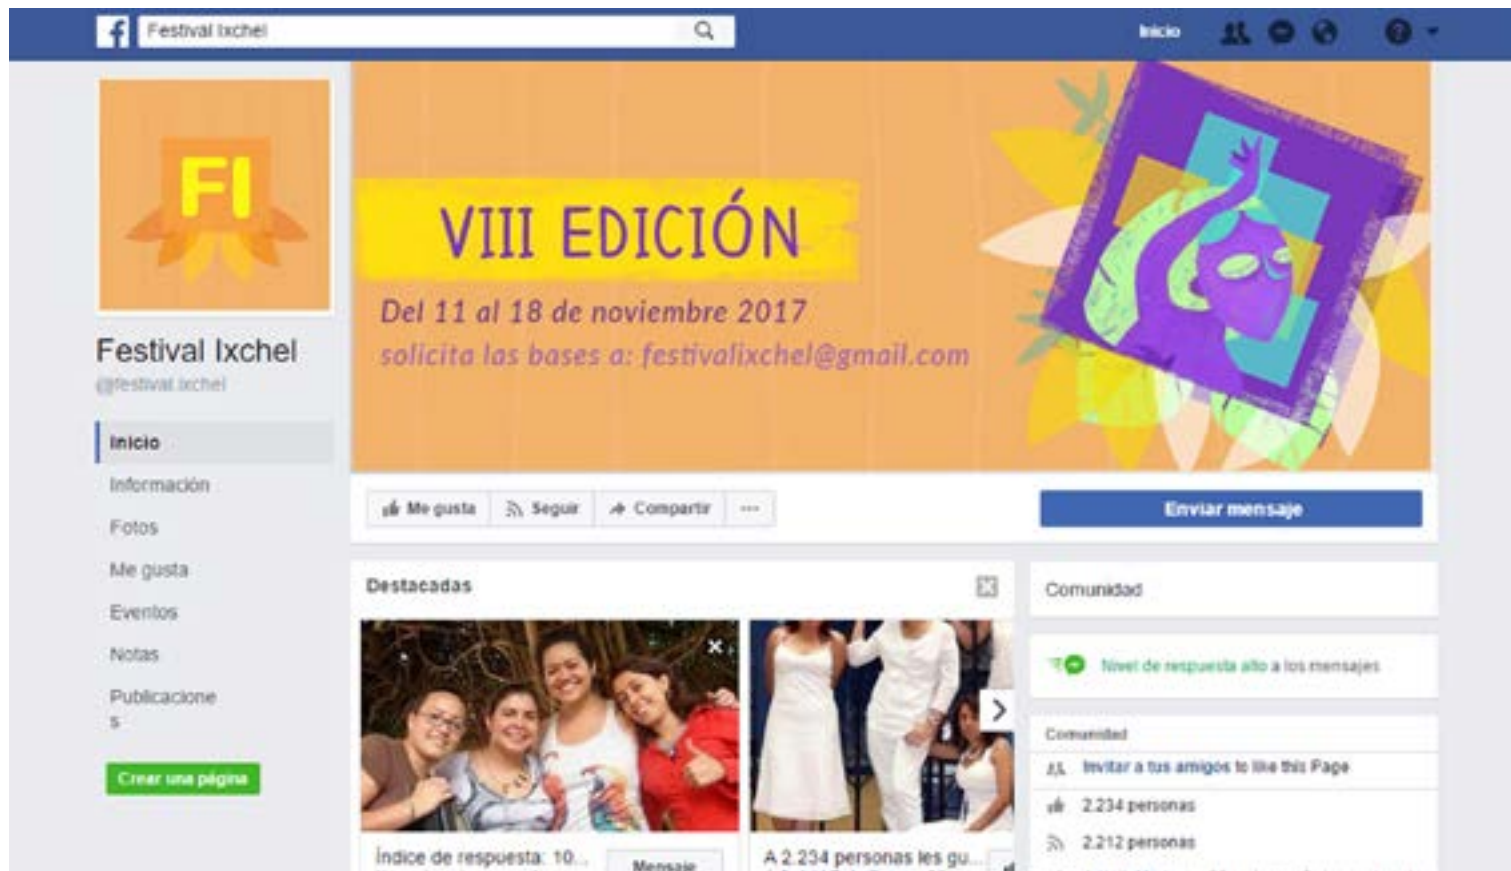 Festival Ixchel
Inicio
FI
VIII EDICIÓN
Del 11 al 18 de noviembre 2017
solicita las bases a: festivalixchel@gmail.com
Festival Ixchel
@festival.ixchel
Inicio
Información
Fotos
Me gusta
Eventos
Notas
Publicacione
s
Crear una página
Me gusta
Seguir
Compartir
...
Enviar mensaje
Destacadas
Índice de respuesta: 10...
Mensaje
A 2.234 personas les gu...
Comunidad
Nivel de respuesta alto a los mensajes
Comunidad
Invitar a tus amigos to like this Page
2.234 personas
2.212 personas